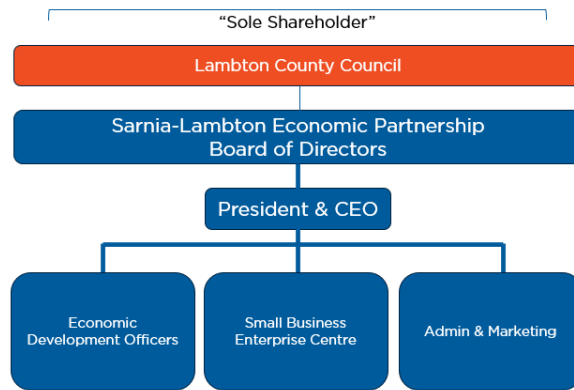 “Sole Shareholder”
Lambton County Council
Sarnia-Lambton Economic Partnership
Board of Directors
President & CEO
Economic
Development Officers
Small Business
Enterprise Centre
Admin & Marketing